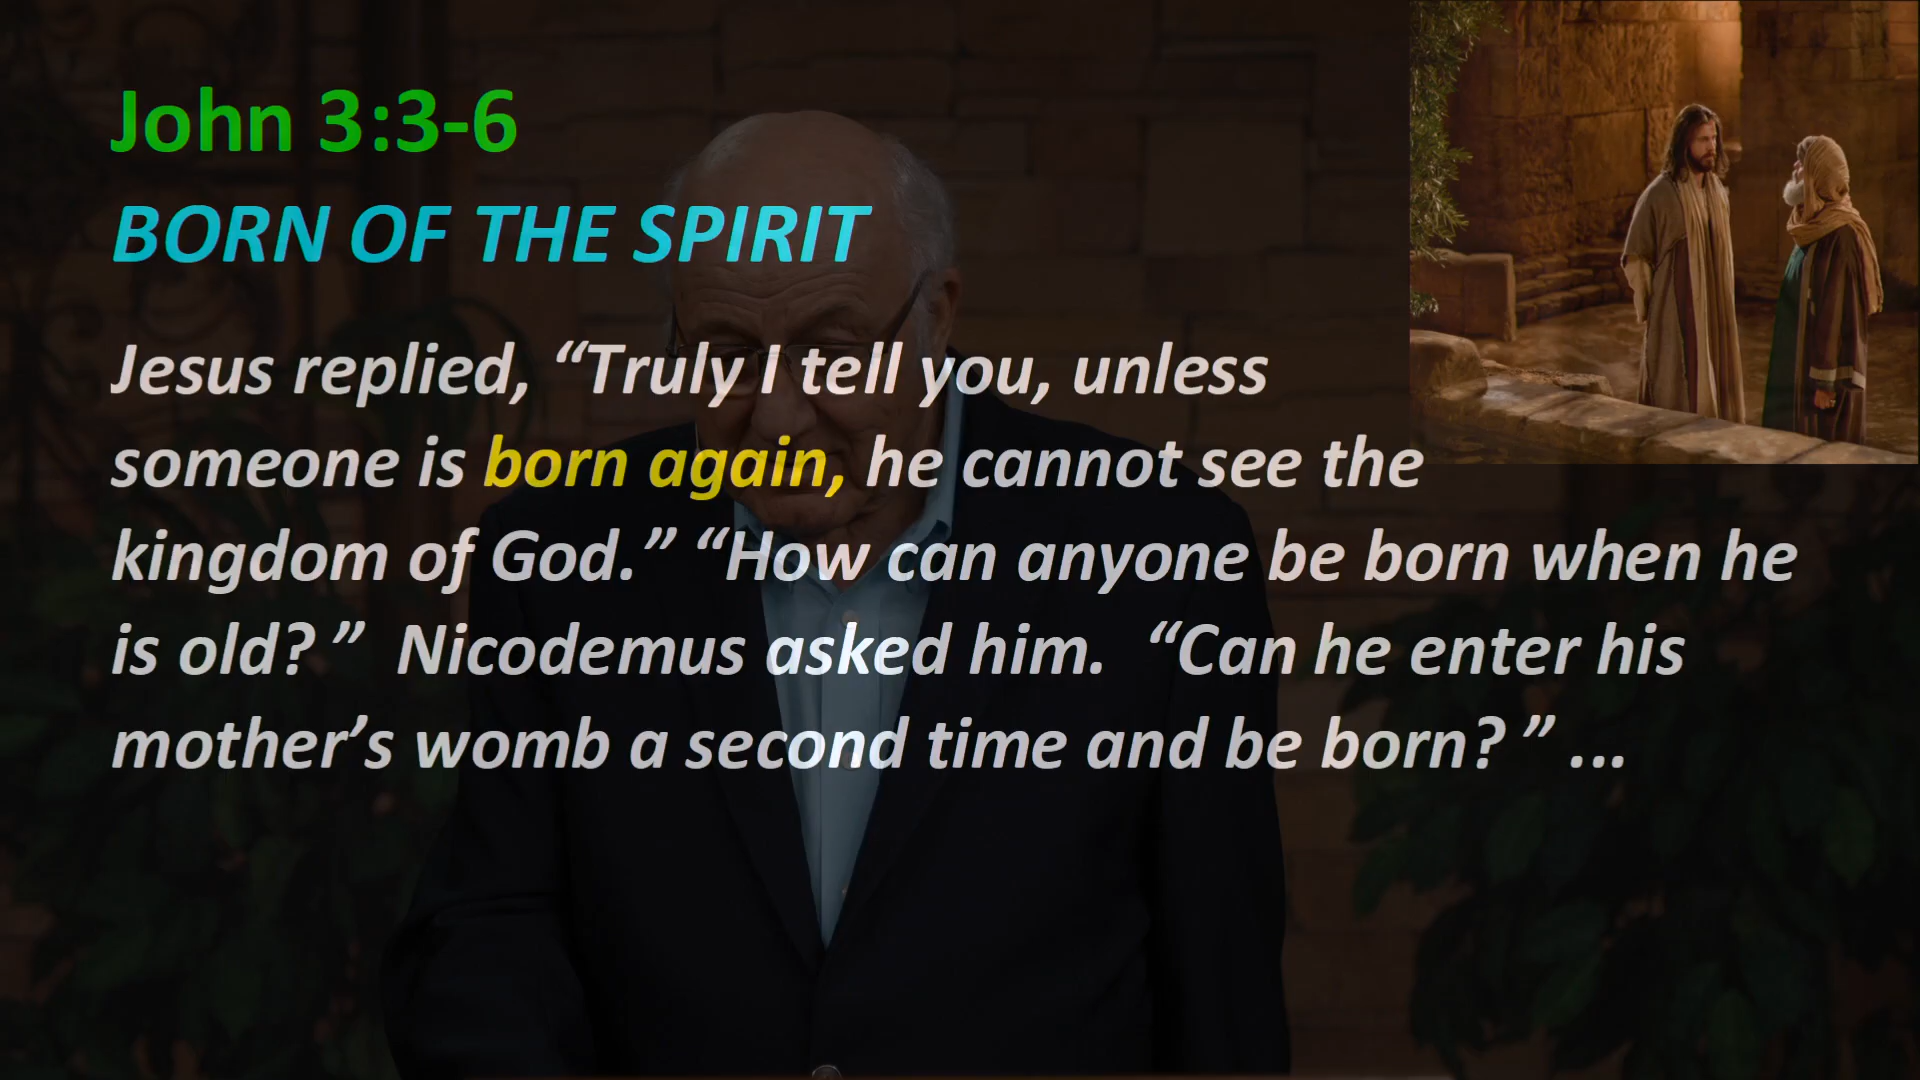 John 3:3-6
BORN OF THE SPIRIT
Jesus replied, “Truly I tell you, unless
someone is born again, he cannot see the
kingdom of God.” “How can anyone be born when he
is old? ”  Nicodemus asked him.  “Can he enter his
mother’s womb a second time and be born? ” ...